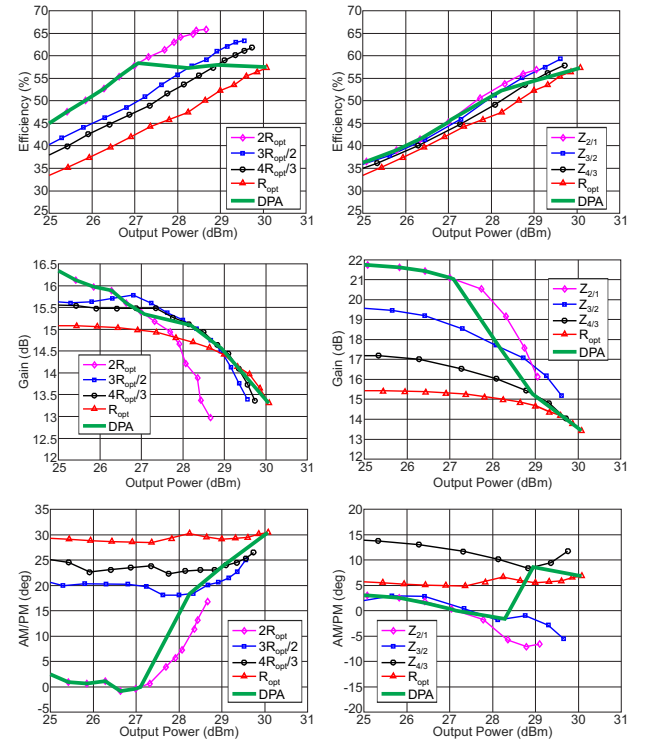 Efficiency (%)
70
65
60
55
50
45
40
35
30
25
25 26 27 28 29 30 31
Output Power (dBm)
2Ropt
3Ropt/2
4Ropt/3
Ropt
DPA
Efficiency (%)
70
65
60
55
50
45
40
35
30
25
25 26 27 28 29 30 31
Output Power (dBm)
Z2/1
Z3/2
Z4/3
Ropt
DPA
Gain (dB)
16.5
16
15.5
15
14.5
14
13.5
13
12.5
12
25 26 27 28 29 30 31
Output Power (dBm)
2Ropt
3Ropt/2
4Ropt/3
Ropt
DPA
Gain (dB)
22
21
20
19
18
17
16
15
14
13
12
25 26 27 28 29 30 31
Output Power (dBm)
Z2/1
Z3/2
Z4/3
Ropt
DPA
AM/PM (deg)
35
30
25
20
15
10
5
0
-5
25 26 27 28 29 30 31
Output Power (dBm)
2Ropt
3Ropt/2
4Ropt/3
Ropt
DPA
AM/PM (deg)
20
15
10
5
0
-5
-10
-15
-20
25 26 27 28 29 30 31
Output Power (dBm)
Z2/1
Z3/2
Z4/3
Ropt
DPA